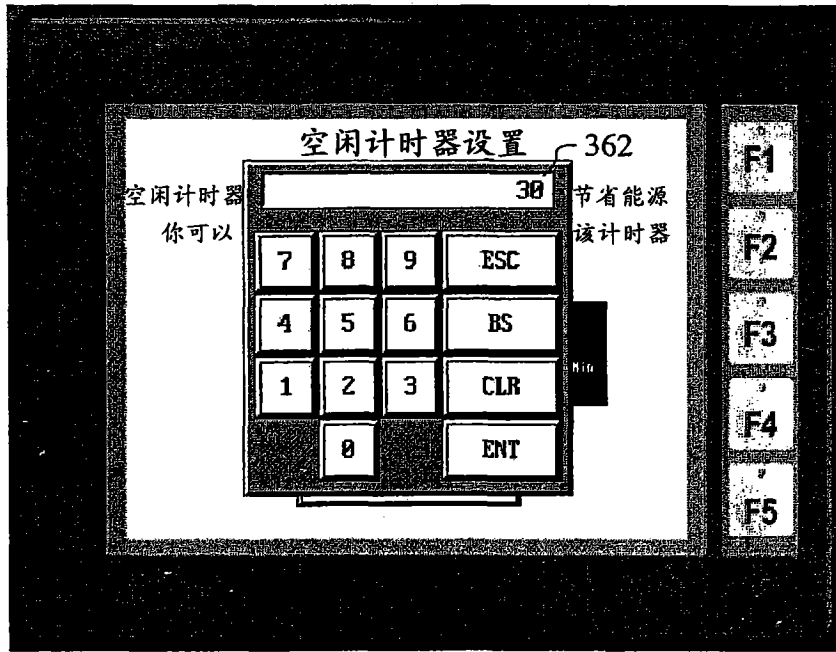 空闲计时器设置
362
30
空闲计时器
节省能源
你可以
该计时器
7 8 9 ESC
4 5 6 BS
1 2 3 CLR
0 ENT
Min
F1
F2
F3
F4
F5